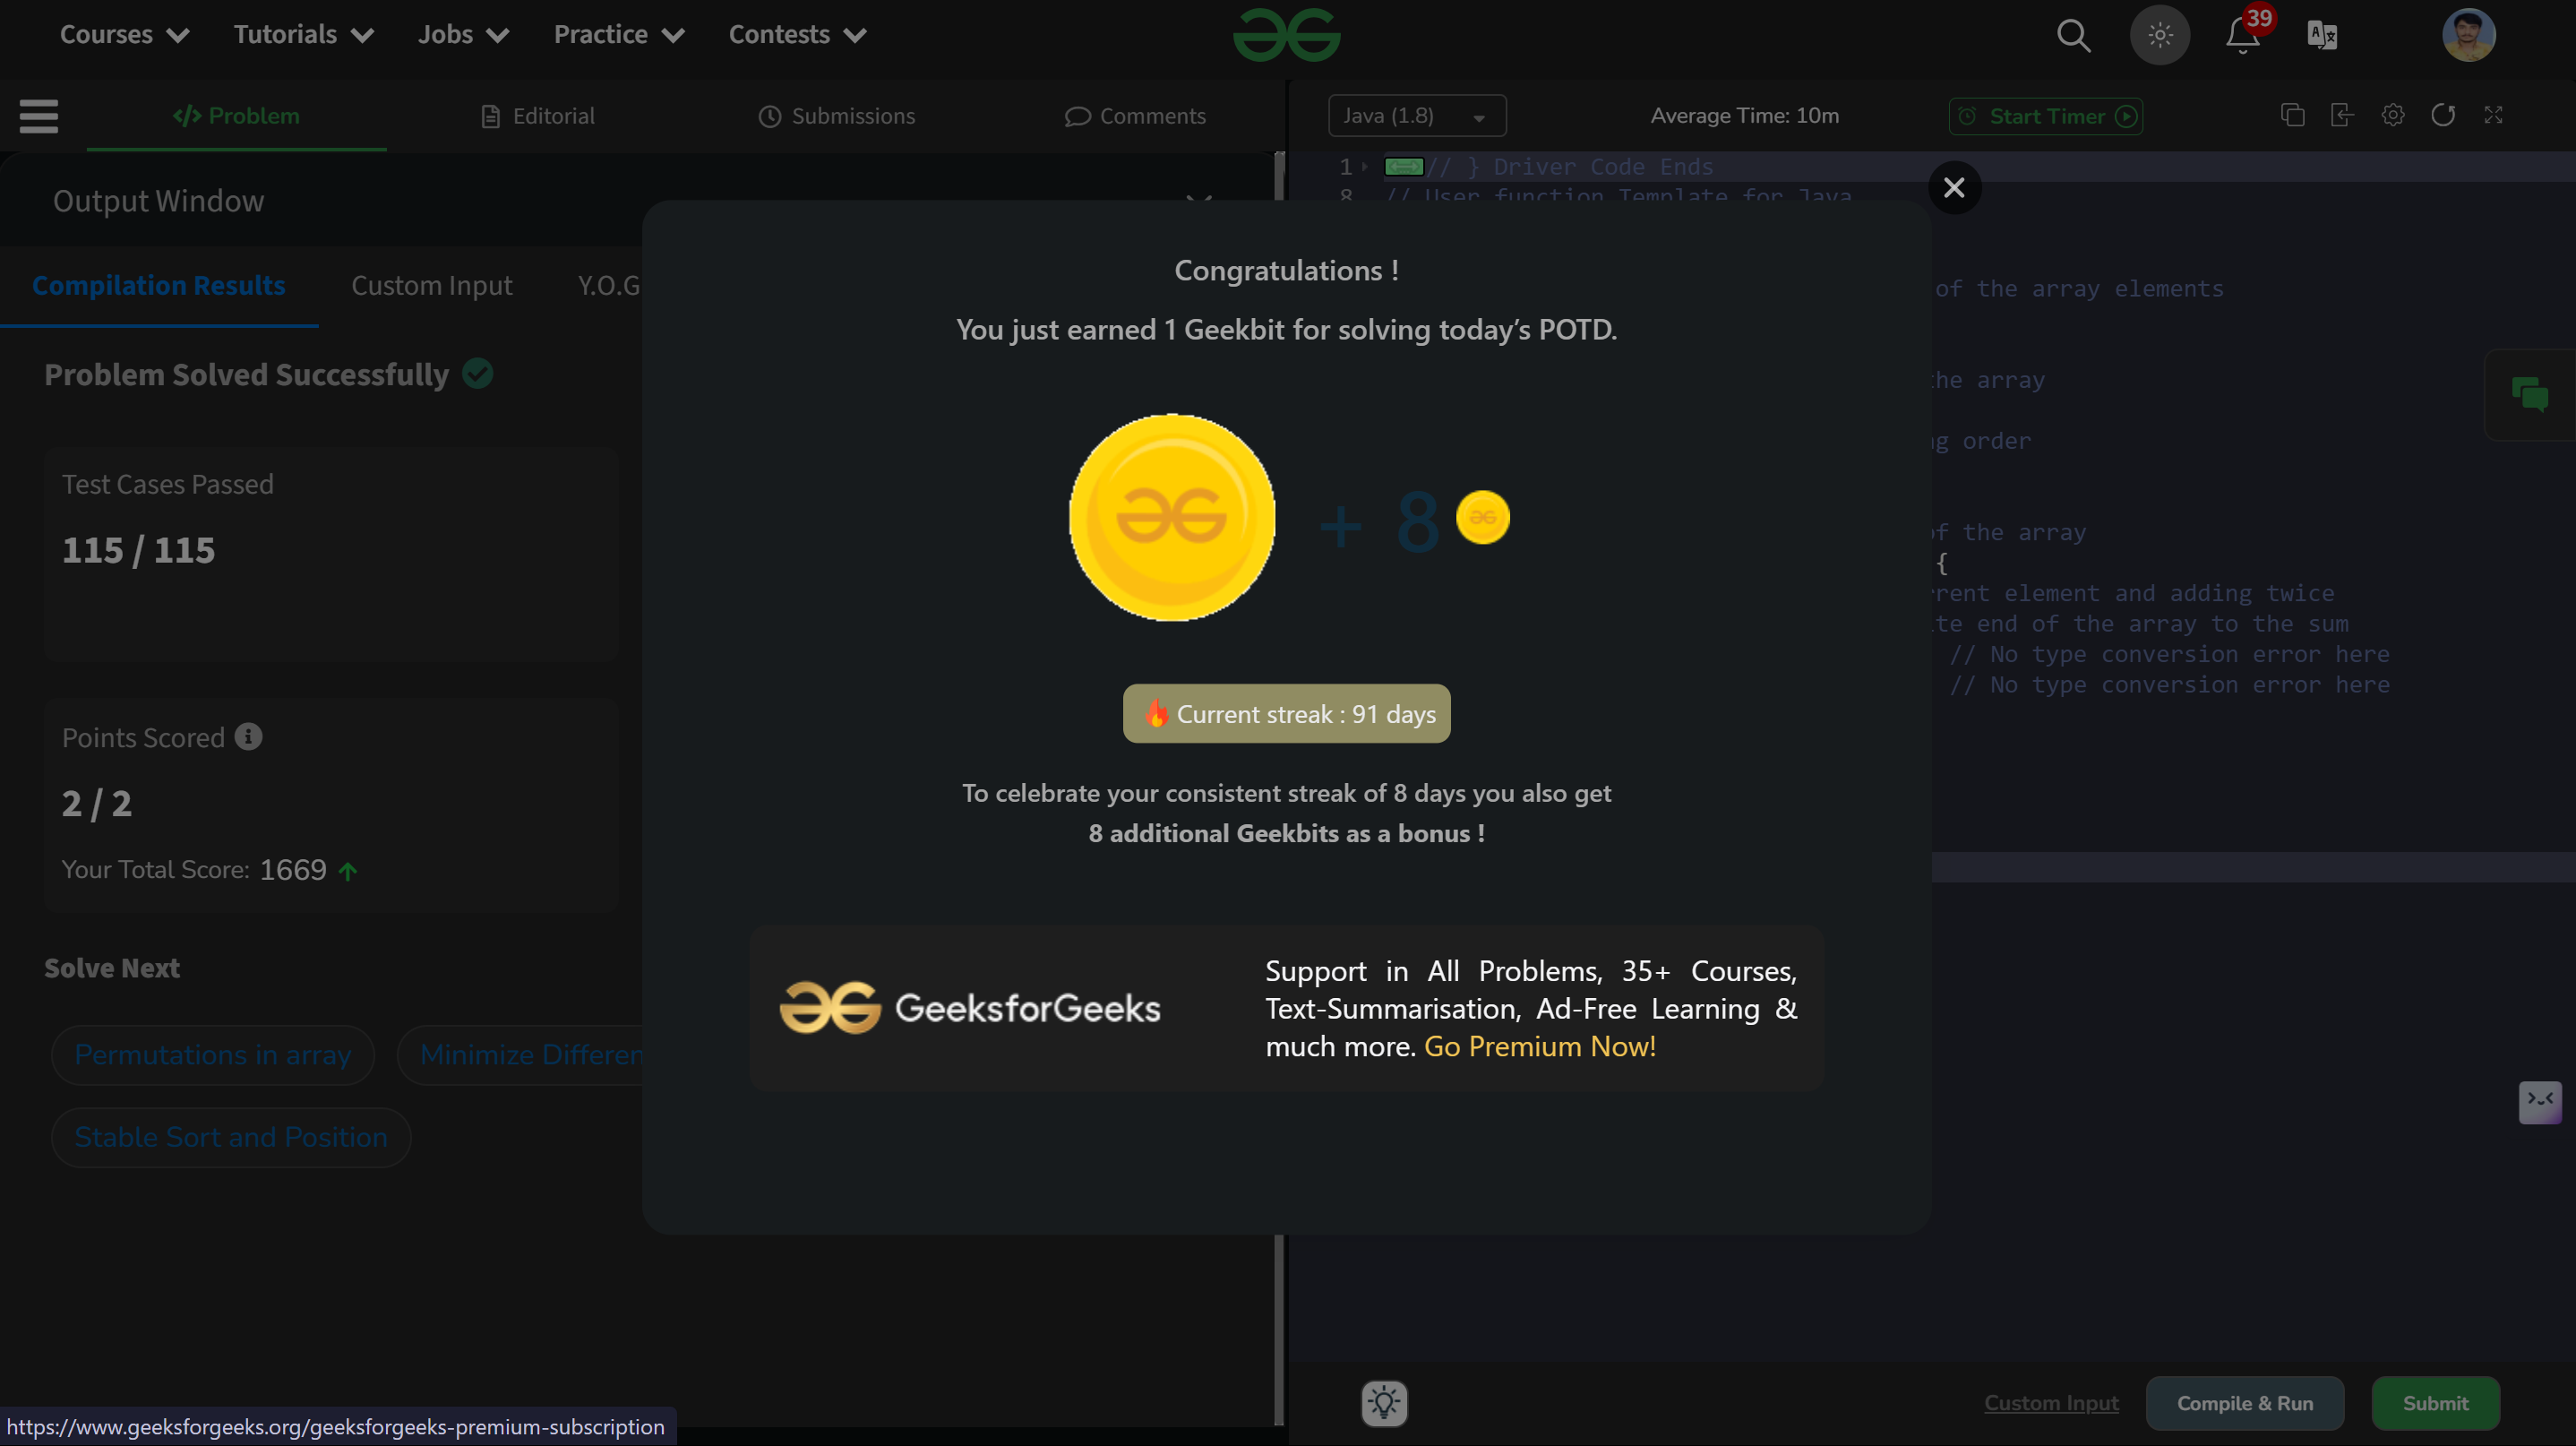 Courses Tutorials Jobs Practice Contests
39
Problem Editorial Submissions Comments
Java (1.8) Average Time: 10m Start Timer
Output Window
1 // } Driver Code Ends
8 // User function Template for Java
Compilation Results Custom Input Y.O.G
of the array elements
the array
order
of the array
{
element and adding twice
end of the array to the sum
// No type conversion error here
// No type conversion error here
Problem Solved Successfully
Test Cases Passed
115 / 115
Points Scored
2 / 2
Your Total Score: 1669
Solve Next
Permutations in array
Minimize Differen
Stable Sort and Position
Congratulations !
You just earned 1 Geekbit for solving today’s POTD.
+ 8
Current streak : 91 days
To celebrate your consistent streak of 8 days you also get
8 additional Geekbits as a bonus !
GeeksforGeeks
Support in All Problems, 35+ Courses,
Text-Summarisation, Ad-Free Learning &
much more. Go Premium Now!
Custom Input Compile & Run Submit
https://www.geeksforgeeks.org/geeksforgeeks-premium-subscription